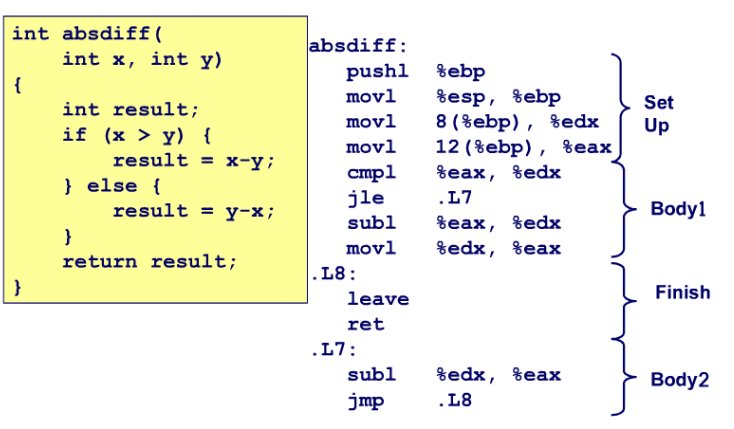 int absdiff(
    int x, int y)
{
    int result;
    if (x > y) {
        result = x-y;
    } else {
        result = y-x;
    }
    return result;
}
absdiff:
    pushl   %ebp
    movl    %esp, %ebp
    movl    8(%ebp), %edx
    movl    12(%ebp), %eax
    cmpl    %eax, %edx
    jle     .L7
    subl    %eax, %edx
    movl    %edx, %eax
.L8:
    leave
    ret
.L7:
    subl    %edx, %eax
    jmp     .L8
Set
Up
Body1
Finish
Body2